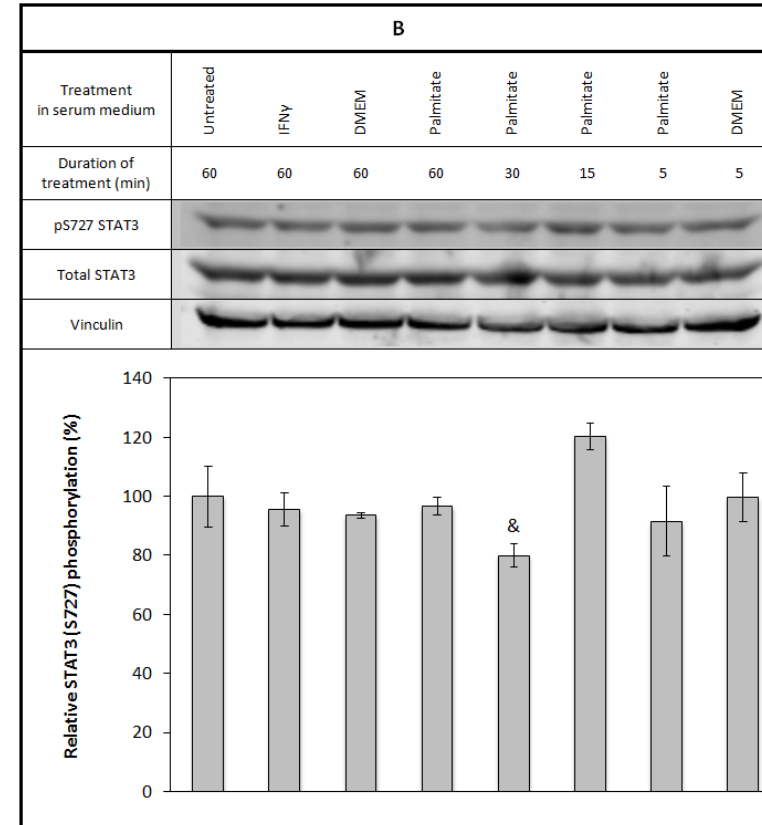 B
Treatment
in serum medium
Untreated
IFNγ
DMEM
Palmitate
Palmitate
Palmitate
Palmitate
DMEM
Duration of
treatment (min)
60
60
60
60
30
15
5
5
pS727 STAT3
Total STAT3
Vinculin
Relative STAT3 (S727) phosphorylation (%)
140
120
100
80
60
40
20
0
&